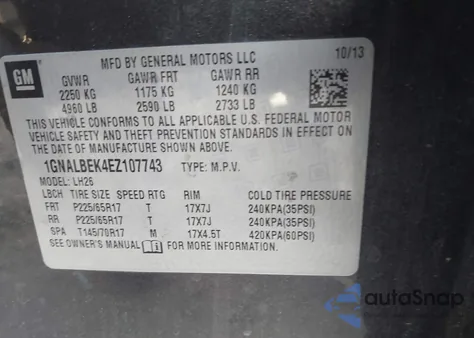 GM
MFD BY GENERAL MOTORS LLC
10/13
GVWR GAWR FRT GAWR RR
2250 KG 1175 KG 1240 KG
4960 LB 2590 LB 2733 LB
THIS VEHICLE CONFORMS TO ALL APPLICABLE U.S. FEDERAL MOTOR
VEHICLE SAFETY AND THEFT PREVENTION STANDARDS IN EFFECT ON
THE DATE OF MANUFACTURE SHOWN ABOVE.
1GNALBEK4EZ107743 TYPE: M.P.V.
MODEL: LH26
LBCH TIRE SIZE SPEED RTG RIM COLD TIRE PRESSURE
FRT P225/65R17 T 17X7J 240KPA(35PSI)
RR P225/65R17 T 17X7J 240KPA(35PSI)
SPA T145/70R17 M 17X4.5T 420KPA(60PSI)
SEE OWNER'S MANUAL FOR MORE INFORMATION.
autoSnap